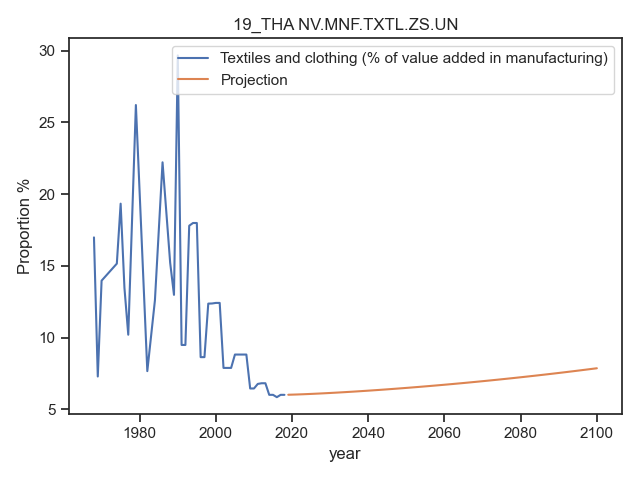 19_THA NV.MNF.TXTL.ZS.UN
Textiles and clothing (% of value added in manufacturing)
Projection
Proportion %
30
25
20
15
10
5
1980 2000 2020 2040 2060 2080 2100
year